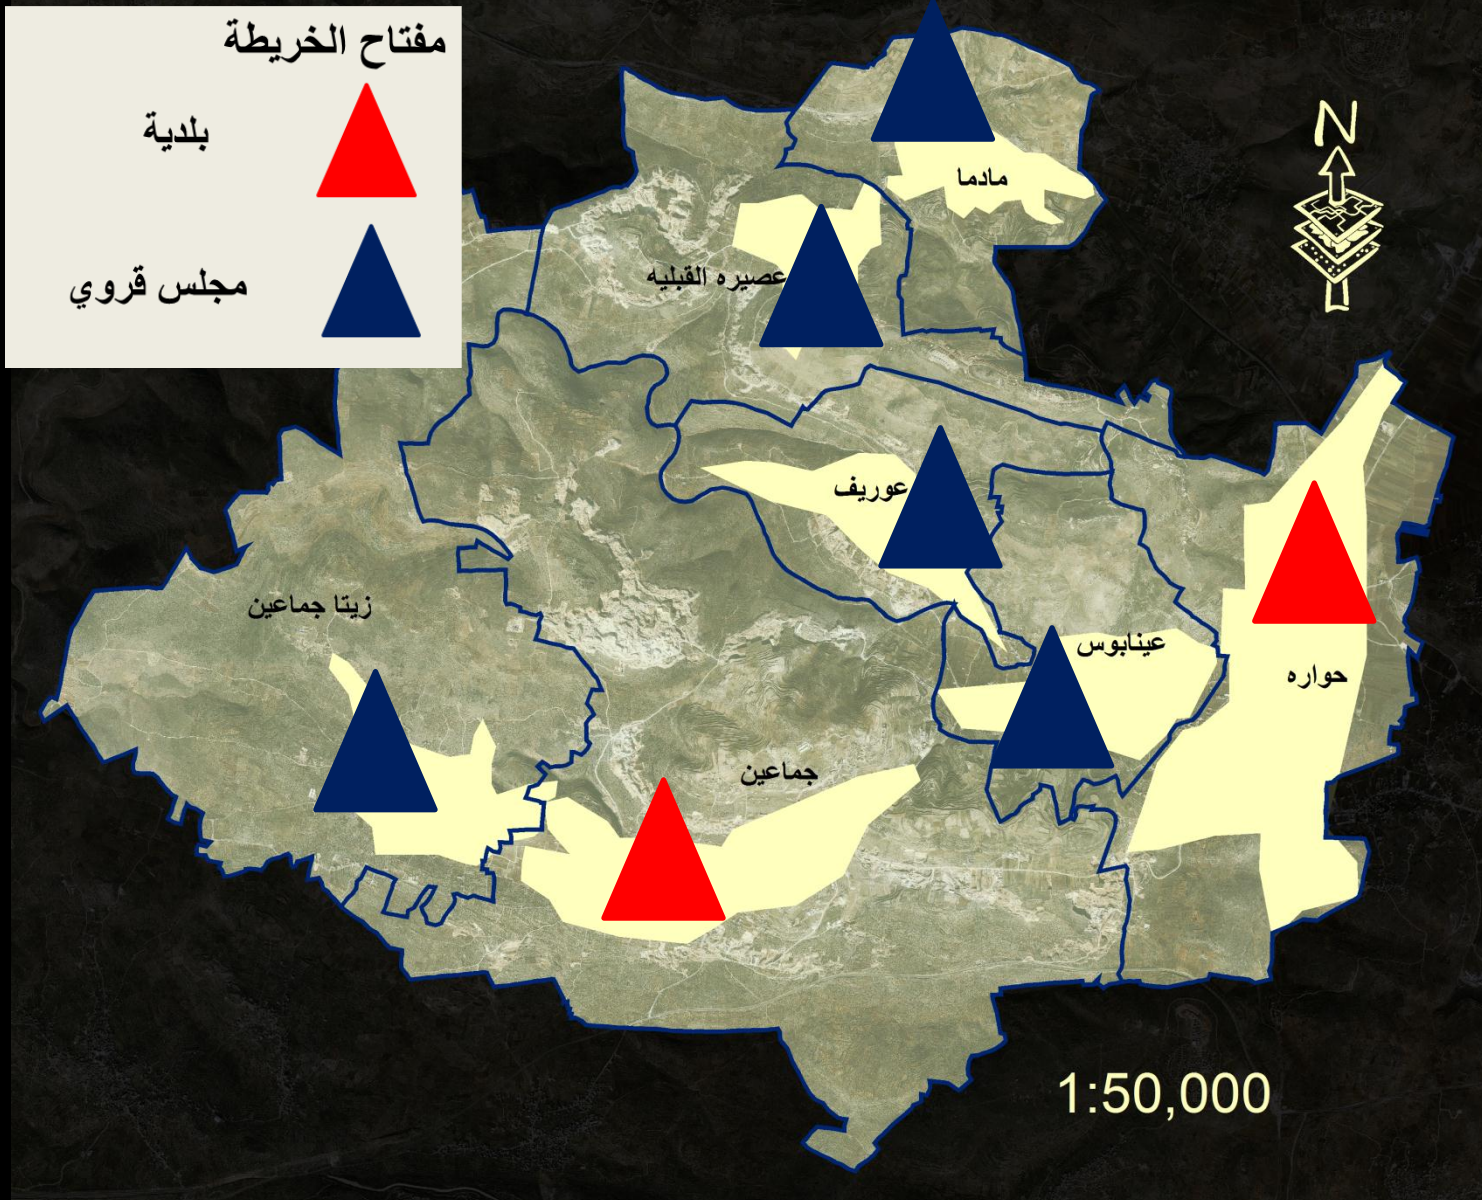 مفتاح الخريطة
بلدية
مجلس قروي
N
مادما
عصيره القبليه
عوريف
زيتا جماعين
عينابوس
حواره
جماعين
1:50,000